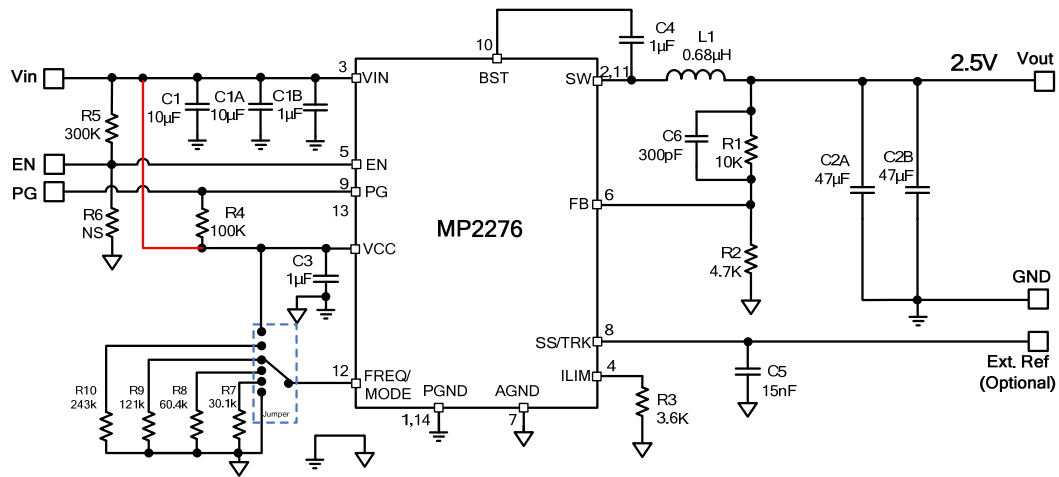 C4
1µF
L1
0.68µH
10
BST
2,11
SW
3
VIN
Vin
2.5V
Vout
C1
10µF
C1A
10µF
C1B
1µF
R5
300K
C6
300pF
R1
10K
C2A
47µF
C2B
47µF
EN
5
EN
PG
9
PG
13
R6
NS
R4
100K
VCC
MP2276
6
FB
R2
4.7K
C3
1µF
GND
8
SS/TRK
Ext. Ref
(Optional)
4
ILIM
C5
15nF
12
FREQ/
MODE
PGND
1,14
AGND
7
R3
3.6K
R10
243k
R9
121k
R8
60.4k
R7
30.1k
Jumper